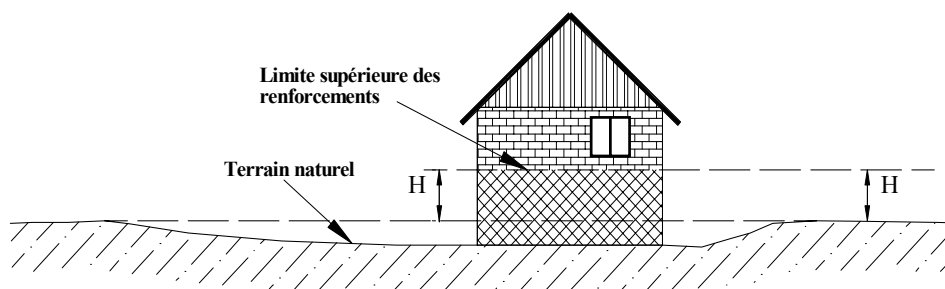 Limite supérieure des
renforcements
Terrain naturel
H
H